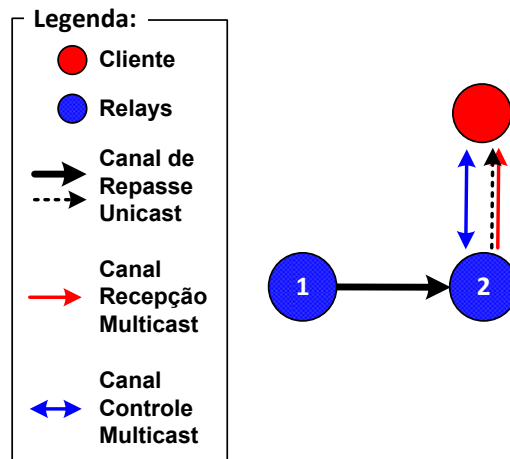 Legenda:
Cliente
Relays
Canal de
Repasse
Unicast
Canal
Recepção
Multicast
Canal
Controle
Multicast
1
2